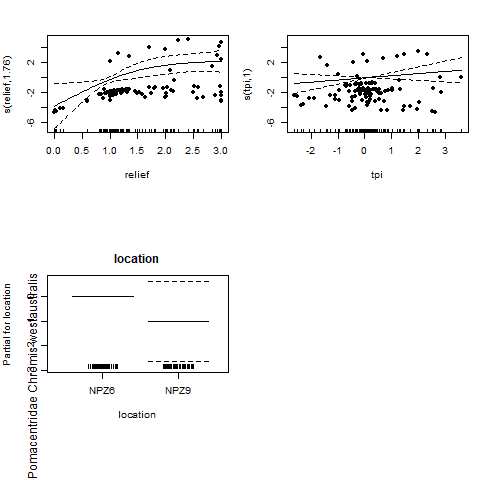 s(relief,1.76)
2
-2
-6
0.0 0.5 1.0 1.5 2.0 2.5 3.0
relief
s(tpi,1)
2
-2
-6
-2 -1 0 1 2 3
tpi
location
Partial for location
Pomacentridae Chromis westaustralis
NPZ6 NPZ9
location